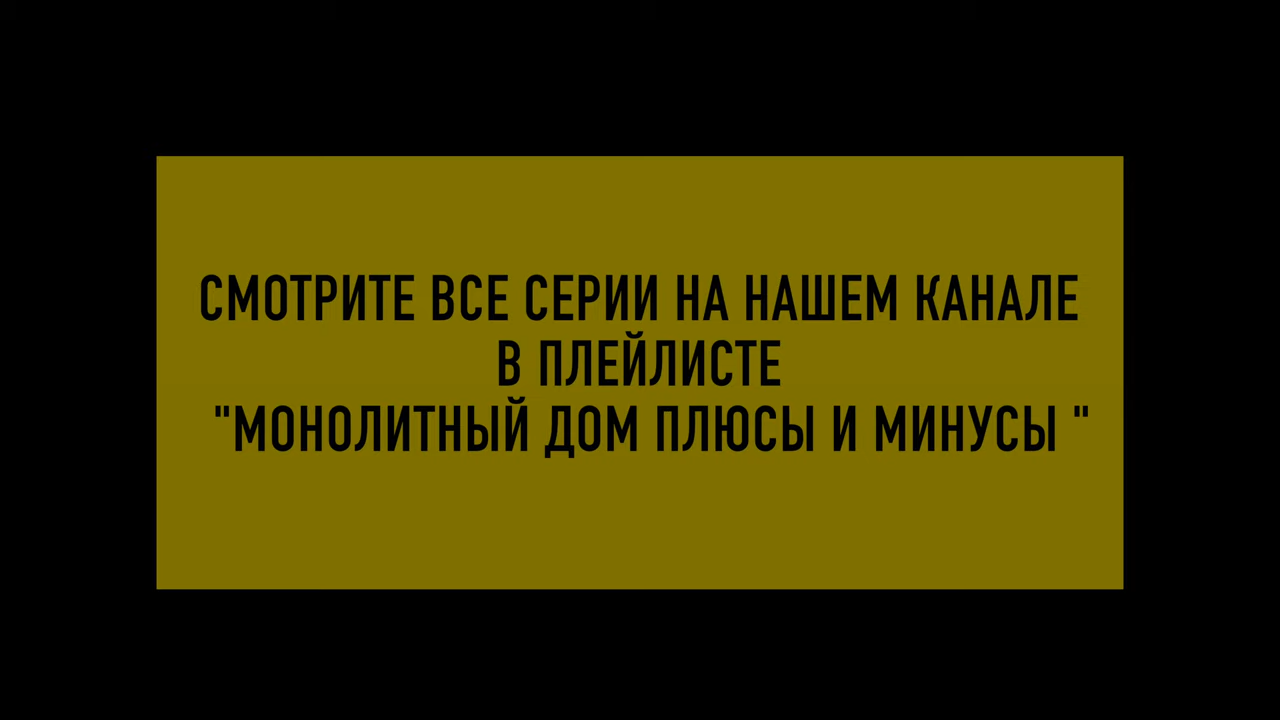 СМОТРИТЕ ВСЕ СЕРИИ НА НАШЕМ КАНАЛЕ
В ПЛЕЙЛИСТЕ
"МОНОЛИТНЫЙ ДОМ ПЛЮСЫ И МИНУСЫ "